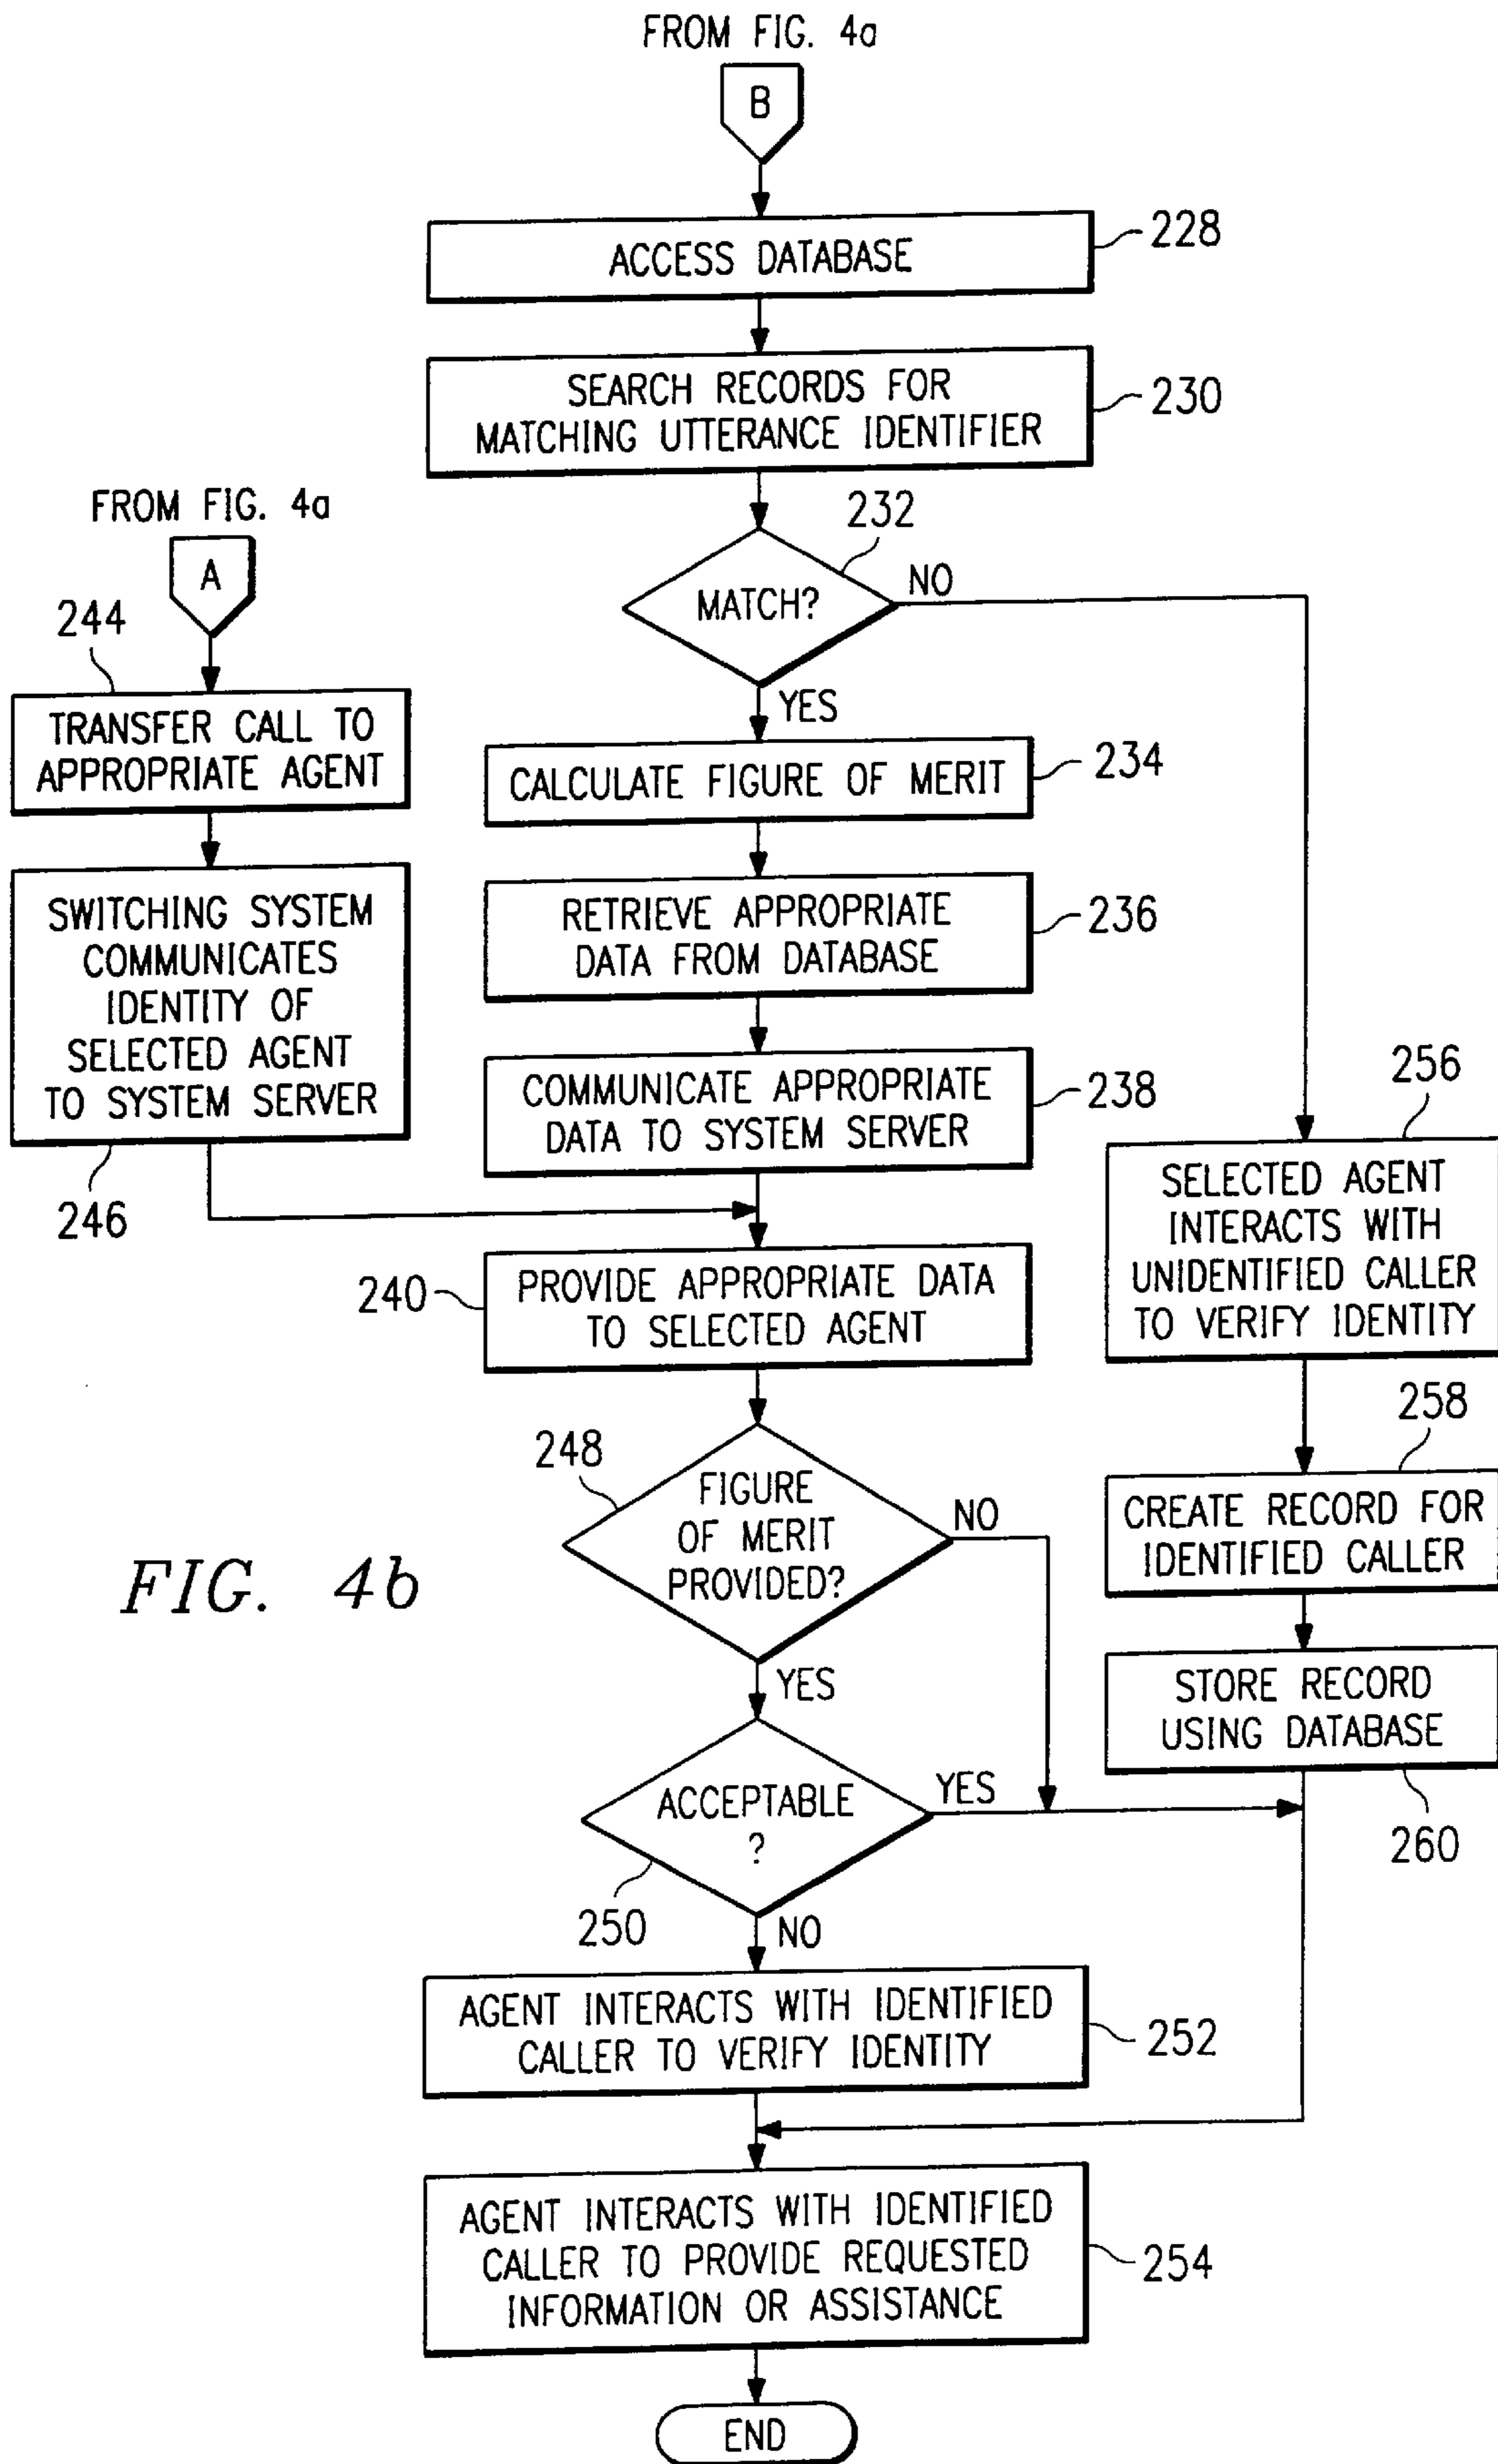 FROM FIG. 4a
B
ACCESS DATABASE
228
SEARCH RECORDS FOR
MATCHING UTTERANCE IDENTIFIER
230
FROM FIG. 4a
A
232
MATCH?
NO
YES
244
TRANSFER CALL TO
APPROPRIATE AGENT
CALCULATE FIGURE OF MERIT
234
SWITCHING SYSTEM
COMMUNICATES
IDENTITY OF
SELECTED AGENT
TO SYSTEM SERVER
246
RETRIEVE APPROPRIATE
DATA FROM DATABASE
236
COMMUNICATE APPROPRIATE
DATA TO SYSTEM SERVER
238
256
SELECTED AGENT
INTERACTS WITH
UNIDENTIFIED CALLER
TO VERIFY IDENTITY
240
PROVIDE APPROPRIATE DATA
TO SELECTED AGENT
248
FIGURE
OF MERIT
PROVIDED?
NO
YES
258
CREATE RECORD FOR
IDENTIFIED CALLER
FIG. 4b
STORE RECORD
USING DATABASE
260
ACCEPTABLE
?
YES
250
NO
AGENT INTERACTS WITH IDENTIFIED
CALLER TO VERIFY IDENTITY
252
AGENT INTERACTS WITH IDENTIFIED
CALLER TO PROVIDE REQUESTED
INFORMATION OR ASSISTANCE
254
END